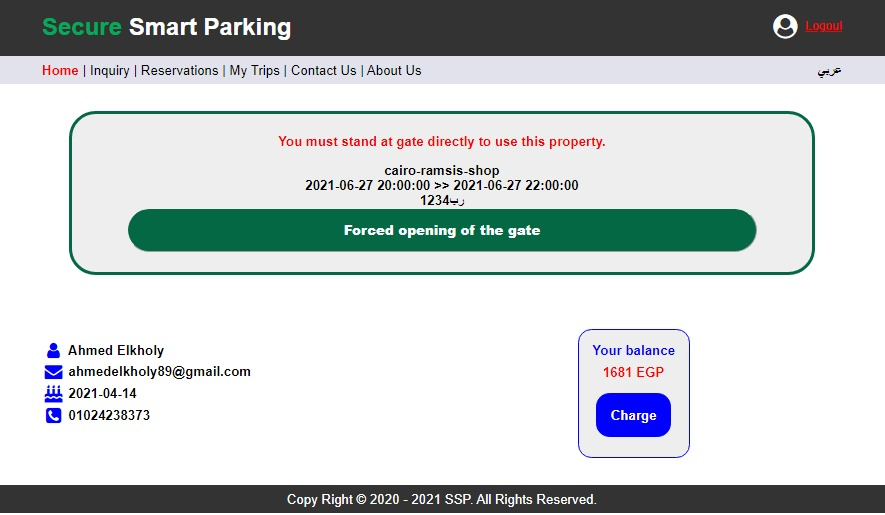 Secure Smart Parking
Logout
Home | Inquiry | Reservations | My Trips | Contact Us | About Us
عربي
You must stand at gate directly to use this property.
cairo-ramsis-shop
2021-06-27 20:00:00 >> 2021-06-27 22:00:00
1234رب
Forced opening of the gate
Ahmed Elkholy
ahmedelkholy89@gmail.com
2021-04-14
01024238373
Your balance
1681 EGP
Charge
Copy Right © 2020 - 2021 SSP. All Rights Reserved.